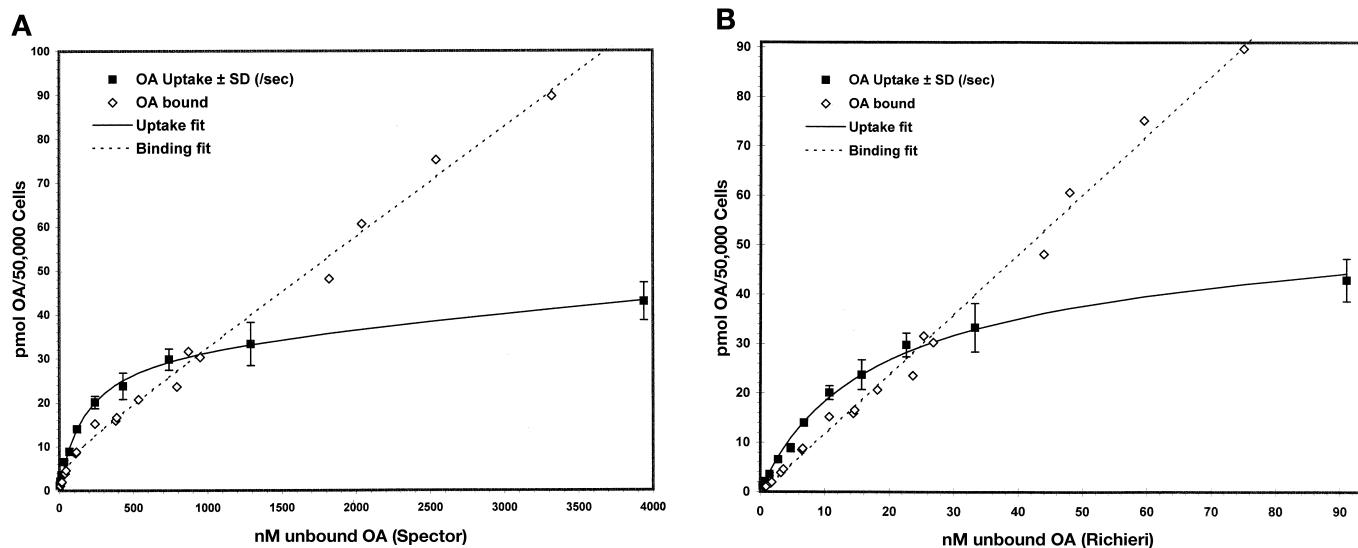 A
100
90
80
70
60
50
40
30
20
10
0
OA Uptake ± SD (/sec)
OA bound
Uptake fit
Binding fit
pmol OA/50,000 Cells
0 500 1000 1500 2000 2500 3000 3500 4000
nM unbound OA (Spector)
B
90
80
70
60
50
40
30
20
10
0
OA Uptake ± SD (/sec)
OA bound
Uptake fit
Binding fit
pmol OA/50,000 Cells
0 10 20 30 40 50 60 70 80 90
nM unbound OA (Richieri)